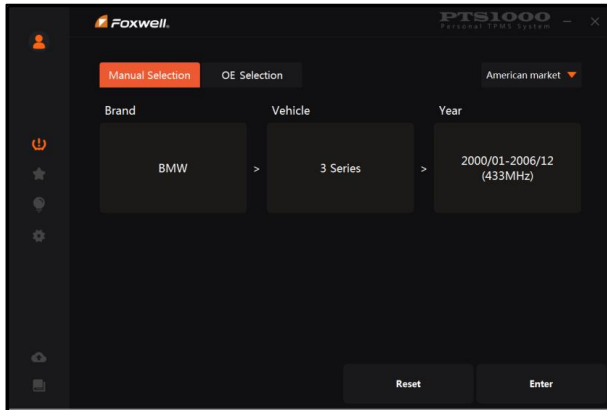 Foxwell.
PTS1000
Personal TPMS System
Manual Selection
OE Selection
American market
Brand
Vehicle
Year
BMW
>
3 Series
>
2000/01-2006/12
(433MHz)
Reset
Enter